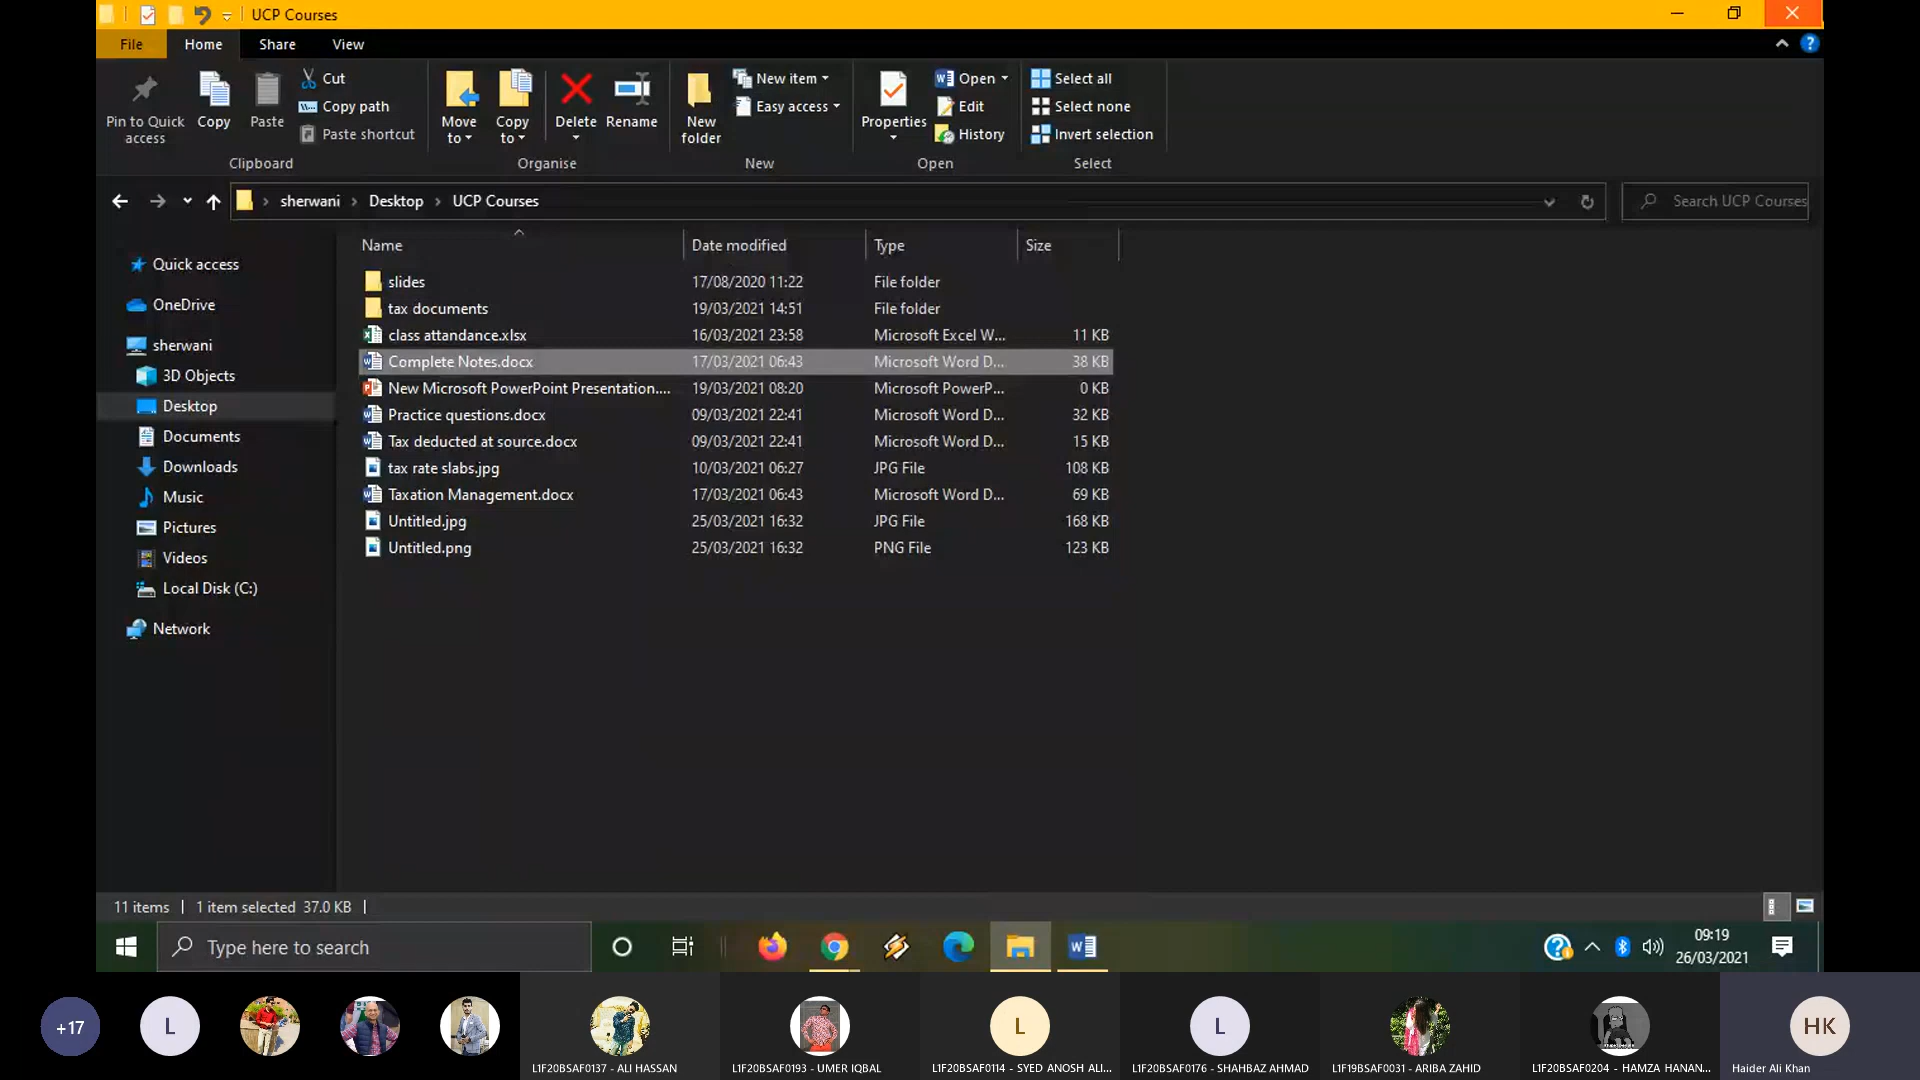 UCP Courses
File Home Share View
Pin to Quick access
Copy
Paste
Cut
Copy path
Paste shortcut
Clipboard
Move to
Copy to
Delete
Rename
Organise
New folder
New item
Easy access
New
Properties
Open
Edit
History
Open
Select all
Select none
Invert selection
Select
sherwani > Desktop > UCP Courses
Search UCP Courses
Quick access
OneDrive
sherwani
3D Objects
Desktop
Documents
Downloads
Music
Pictures
Videos
Local Disk (C:)
Network
Name Date modified Type Size
slides 17/08/2020 11:22 File folder
tax documents 19/03/2021 14:51 File folder
class attandance.xlsx 16/03/2021 23:58 Microsoft Excel W... 11 KB
Complete Notes.docx 17/03/2021 06:43 Microsoft Word D... 38 KB
New Microsoft PowerPoint Presentation.... 19/03/2021 08:20 Microsoft PowerP... 0 KB
Practice questions.docx 09/03/2021 22:41 Microsoft Word D... 32 KB
Tax deducted at source.docx 09/03/2021 22:41 Microsoft Word D... 15 KB
tax rate slabs.jpg 10/03/2021 06:27 JPG File 108 KB
Taxation Management.docx 17/03/2021 06:43 Microsoft Word D... 69 KB
Untitled.jpg 25/03/2021 16:32 JPG File 168 KB
Untitled.png 25/03/2021 16:32 PNG File 123 KB
11 items | 1 item selected 37.0 KB |
Type here to search
09:19
26/03/2021
+17
L
L1F20BSAF0137 - ALI HASSAN
L1F20BSAF0193 - UMER IQBAL
L
L1F20BSAF0114 - SYED ANOSH ALI...
L
L1F20BSAF0176 - SHAHBAZ AHMAD
L1F19BSAF0031 - ARIBA ZAHID
L1F20BSAF0204 - HAMZA HANAN...
HK
Haider Ali Khan